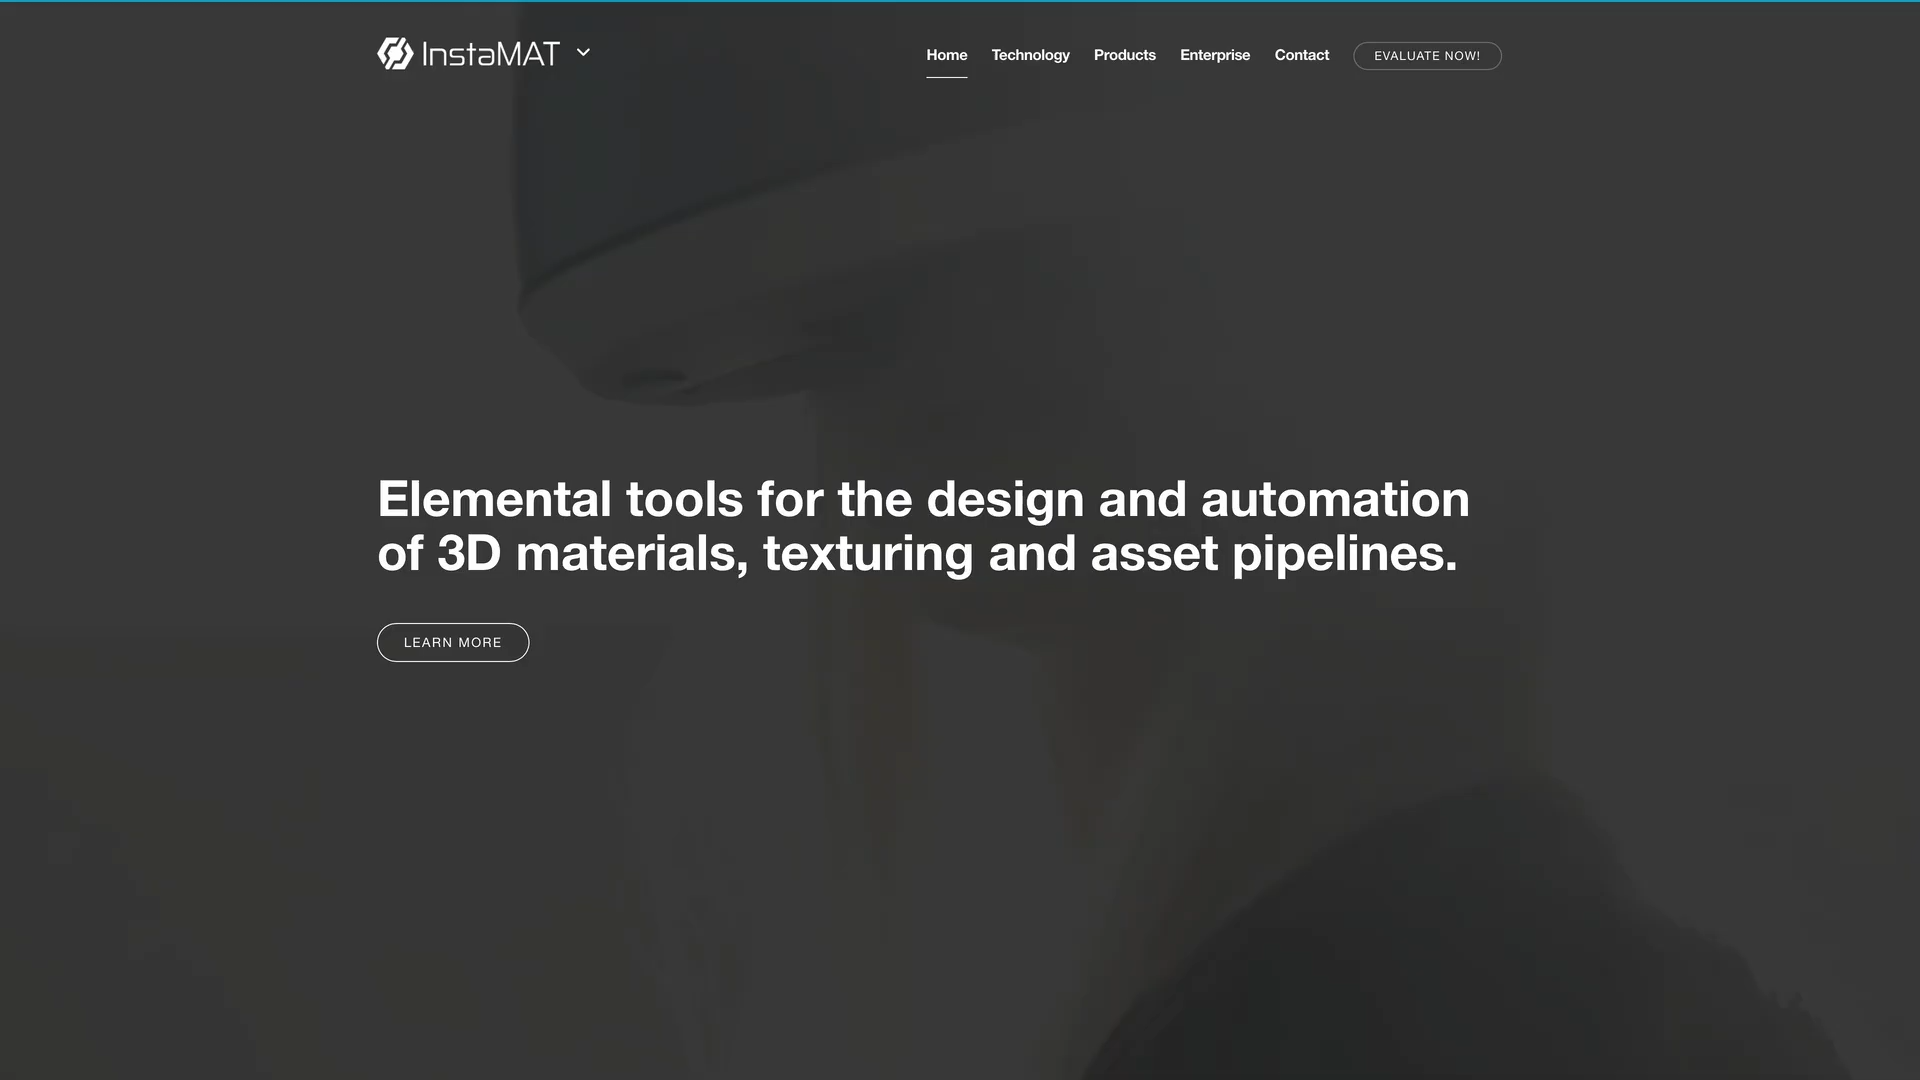 InstaMAT
Home Technology Products Enterprise Contact EVALUATE NOW!
Elemental tools for the design and automation
of 3D materials, texturing and asset pipelines.
LEARN MORE